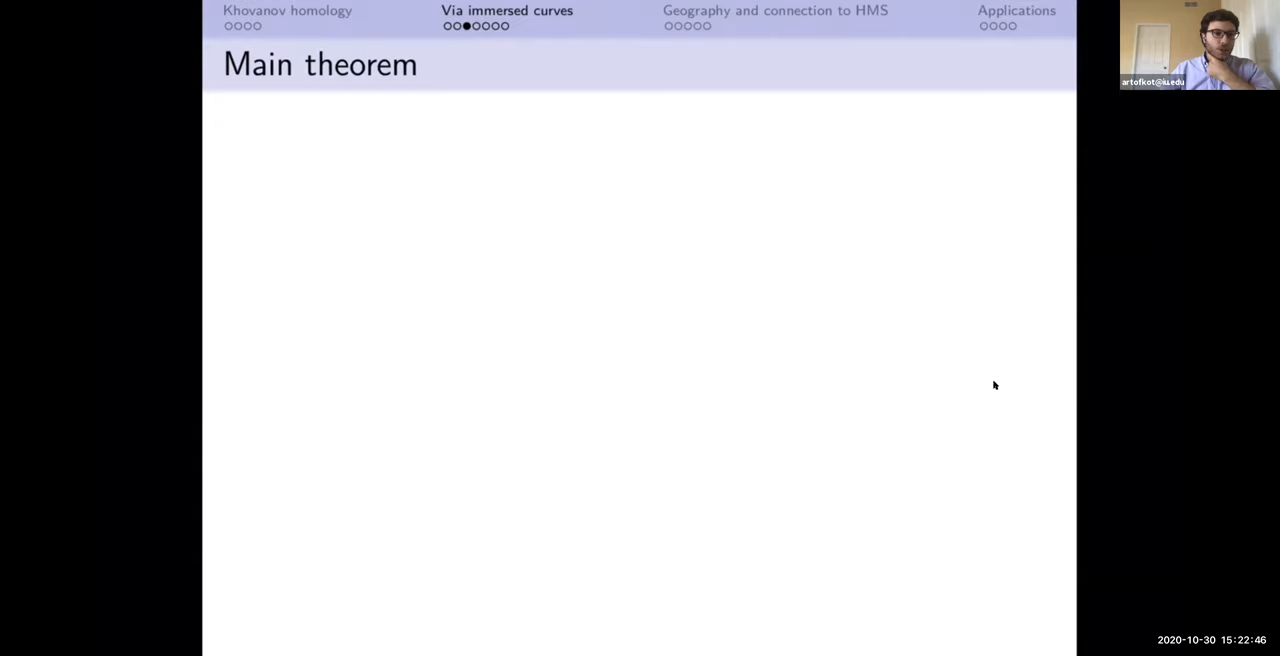 Khovanov homology
Via immersed curves
Geography and connection to HMS
Applications
Main theorem
artofkot@iu.edu
2020-10-30 15:22:46